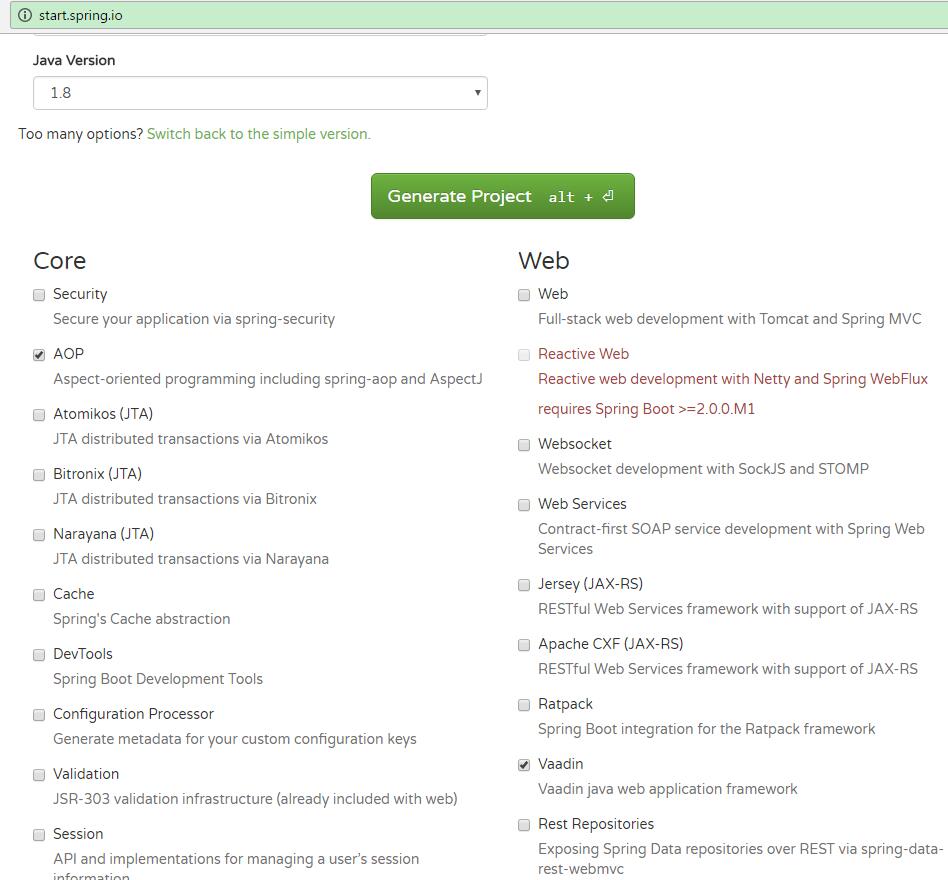 start.spring.io
Java Version
1.8
Too many options? Switch back to the simple version.
Generate Project alt + ⏎
Core
Security
Secure your application via spring-security
AOP
Aspect-oriented programming including spring-aop and AspectJ
Atomikos (JTA)
JTA distributed transactions via Atomikos
Bitronix (JTA)
JTA distributed transactions via Bitronix
Narayana (JTA)
JTA distributed transactions via Narayana
Cache
Spring's Cache abstraction
DevTools
Spring Boot Development Tools
Configuration Processor
Generate metadata for your custom configuration keys
Validation
JSR-303 validation infrastructure (already included with web)
Session
API and implementations for managing a user's session
information
Web
Web
Full-stack web development with Tomcat and Spring MVC
Reactive Web
Reactive web development with Netty and Spring WebFlux
requires Spring Boot >=2.0.0.M1
Websocket
Websocket development with SockJS and STOMP
Web Services
Contract-first SOAP service development with Spring Web
Services
Jersey (JAX-RS)
RESTful Web Services framework with support of JAX-RS
Apache CXF (JAX-RS)
RESTful Web Services framework with support of JAX-RS
Ratpack
Spring Boot integration for the Ratpack framework
Vaadin
Vaadin java web application framework
Rest Repositories
Exposing Spring Data repositories over REST via spring-data-
rest-webmvc